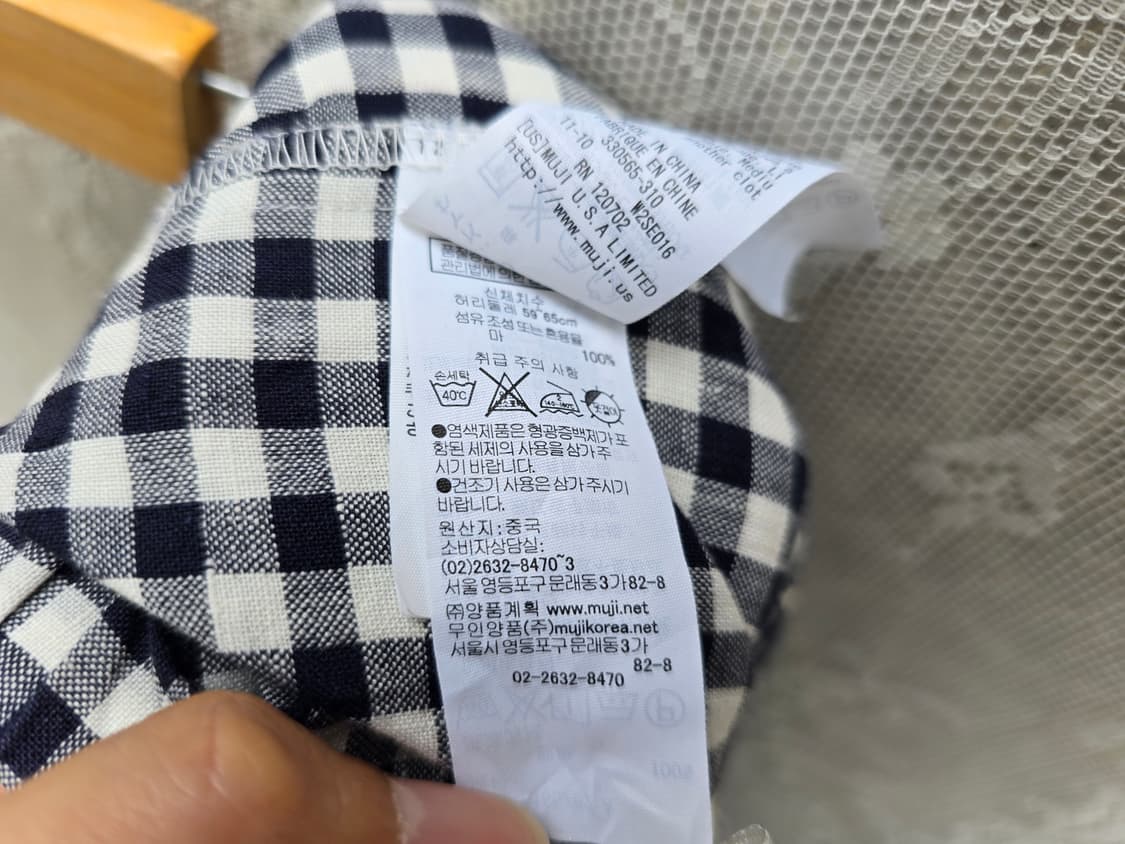 IN CHINA
FABRIQUE EN CHINE
11-10 330565-310 W2SE016
RN 120702
[US]MUJI U.S.A LIMITED
http://www.muji.us
관리법에 의한
신체치수
허리둘레 59~65cm
섬유 조성 또는 혼용율
마 100%
취급 주의 사항
손세탁
40℃
●염색제품은 형광증백제가 포
함된 세제의 사용을 삼가 주
시기 바랍니다.
●건조기 사용은 삼가 주시기
바랍니다.
원산지:중국
소비자상담실:
(02)2632-8470~3
서울 영등포구 문래동3가82-8
(주)양품계획 www.muji.net
무인양품(주)mujikorea.net
서울시 영등포구 문래동3가
82-8
02-2632-8470